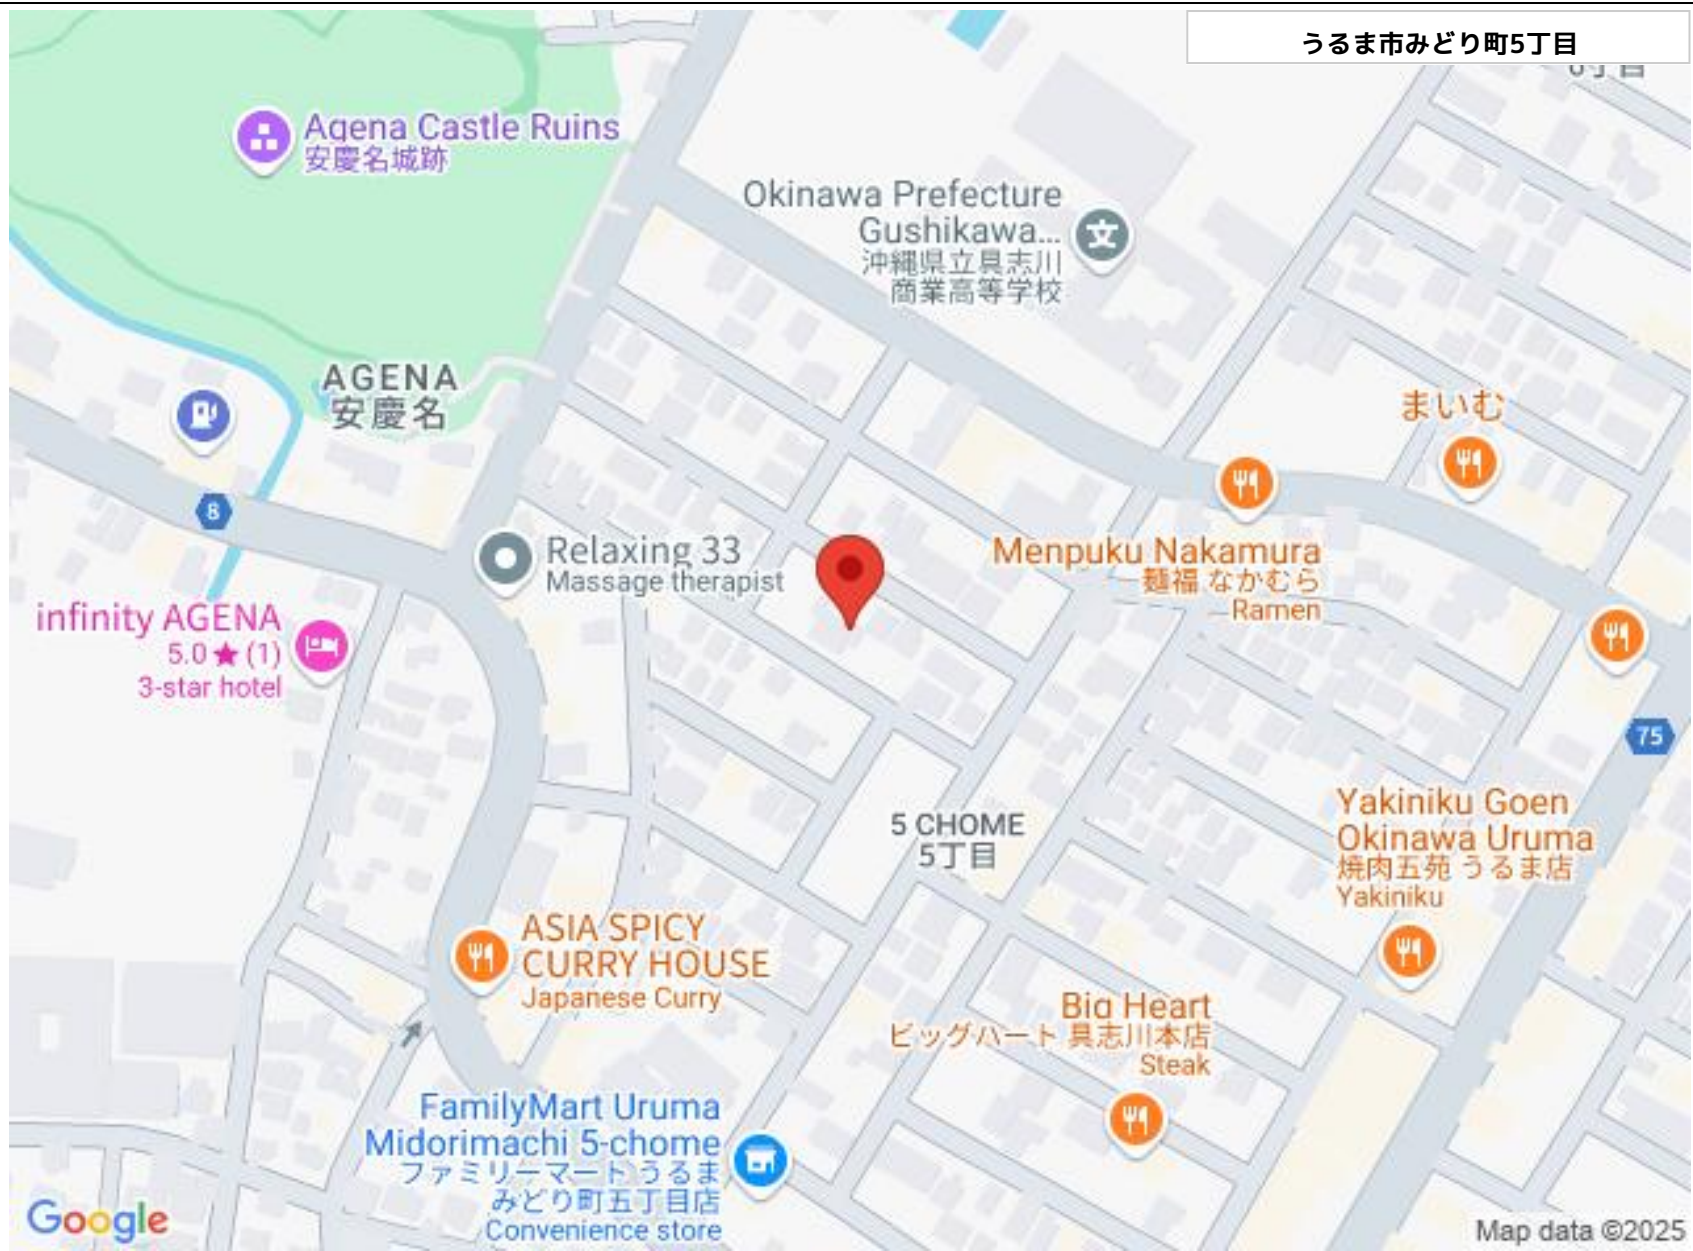 うるま市みどり町5丁目
Agena Castle Ruins
安慶名城跡
Okinawa Prefecture
Gushikawa...
沖縄県立具志川
商業高等学校
AGENA
安慶名
まいむ
8
Relaxing 33
Massage therapist
Menpuku Nakamura
麺福 なかむら
Ramen
infinity AGENA
5.0★(1)
3-star hotel
75
5 CHOME
5丁目
Yakiniku Goen
Okinawa Uruma
焼肉五苑 うるま店
Yakiniku
ASIA SPICY
CURRY HOUSE
Japanese Curry
Big Heart
ビッグハート 具志川本店
Steak
FamilyMart Uruma
Midorimachi 5-chome
ファミリーマート うるま
みどり町五丁目店
Convenience store
Google
Map data ©2025